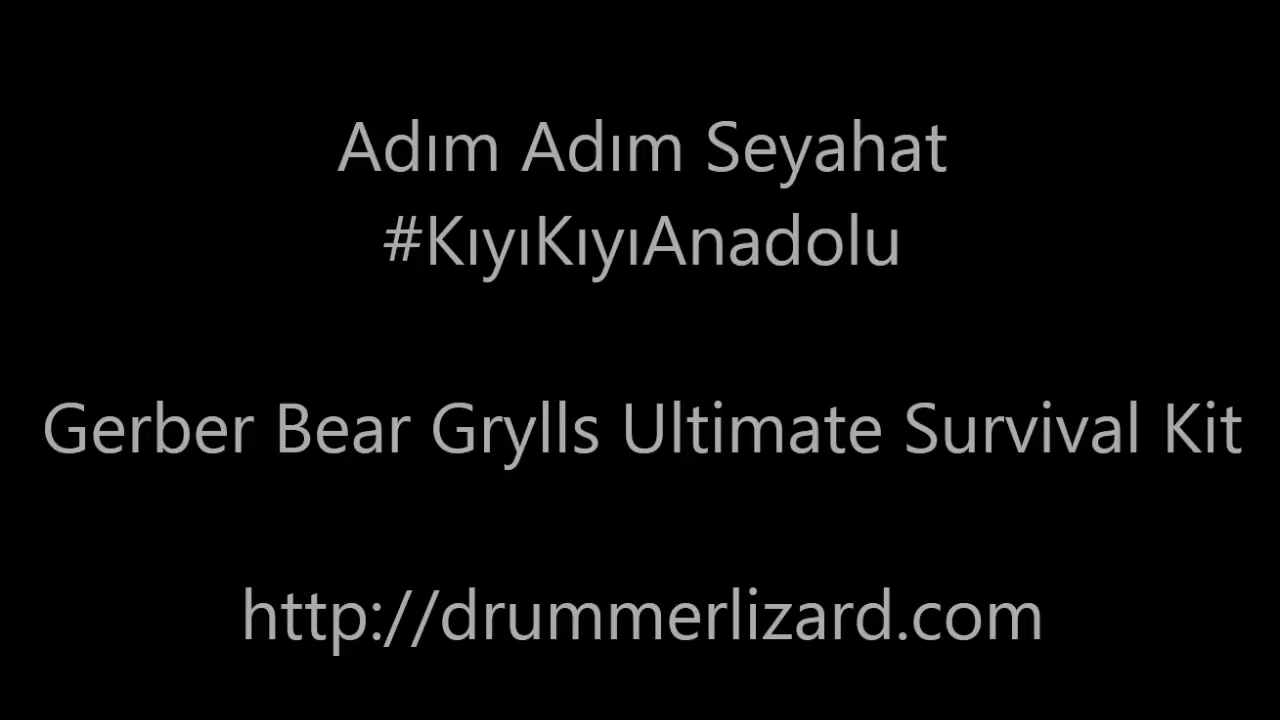 Adım Adım Seyahat
#KıyıKıyıAnadolu
Gerber Bear Grylls Ultimate Survival Kit
http://drummerlizard.com